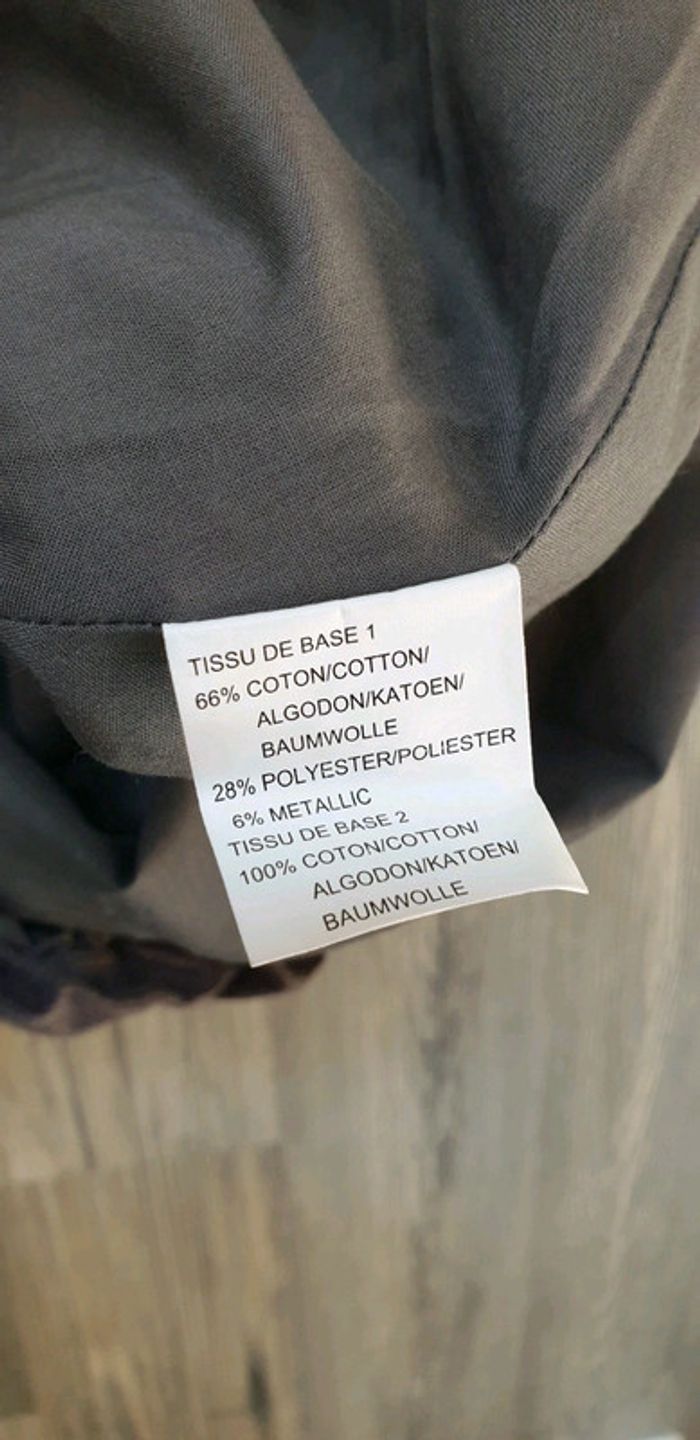 TISSU DE BASE 1
66% COTON/COTTON/
ALGODON/KATOEN/
BAUMWOLLE
28% POLYESTER/POLIESTER
6% METALLIC
TISSU DE BASE 2
100% COTON/COTTON/
ALGODON/KATOEN/
BAUMWOLLE